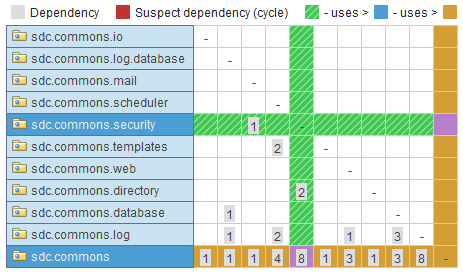 Dependency Suspect dependency (cycle) - uses > - uses >
sdc.commons.io -
sdc.commons.log.database -
sdc.commons.mail -
sdc.commons.scheduler -
sdc.commons.security 1 -
sdc.commons.templates 2 -
sdc.commons.web -
sdc.commons.directory 2 -
sdc.commons.database 1 -
sdc.commons.log 1 2 1 3 -
sdc.commons 1 1 1 4 8 1 3 1 3 8 -